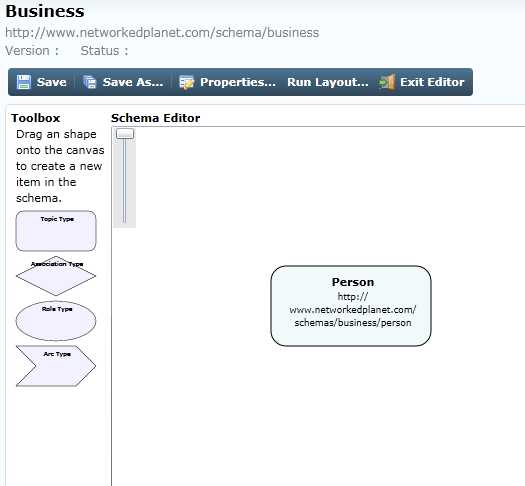 Business
http://www.networkedplanet.com/schema/business
Version : Status :
Save Save As... Properties... Run Layout... Exit Editor
Toolbox
Drag an shape
onto the canvas
to create a new
item in the
schema.
Topic Type
Association Type
Role Type
Arc Type
Schema Editor
Person
http://
www.networkedplanet.com/
schemas/business/person